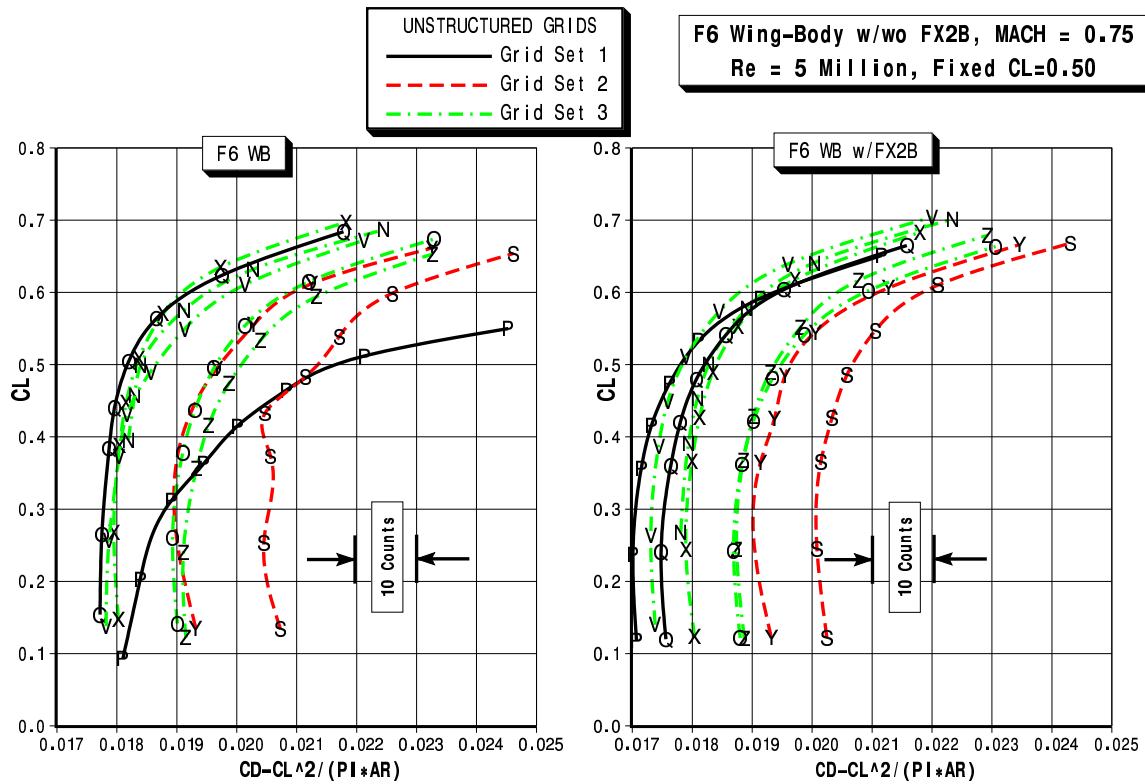 UNSTRUCTURED GRIDS
Grid Set 1
Grid Set 2
Grid Set 3
F6 Wing-Body w/wo FX2B, MACH = 0.75
Re = 5 Million, Fixed CL=0.50
F6 WB
0.8
0.7
0.6
0.5
0.4
0.3
0.2
0.1
0.0
CL
10 Counts
0.017 0.018 0.019 0.020 0.021 0.022 0.023 0.024 0.025
CD-CL^2/(PI*AR)
F6 WB w/FX2B
0.8
0.7
0.6
0.5
0.4
0.3
0.2
0.1
0.0
CL
10 Counts
0.017 0.018 0.019 0.020 0.021 0.022 0.023 0.024 0.025
CD-CL^2/(PI*AR)